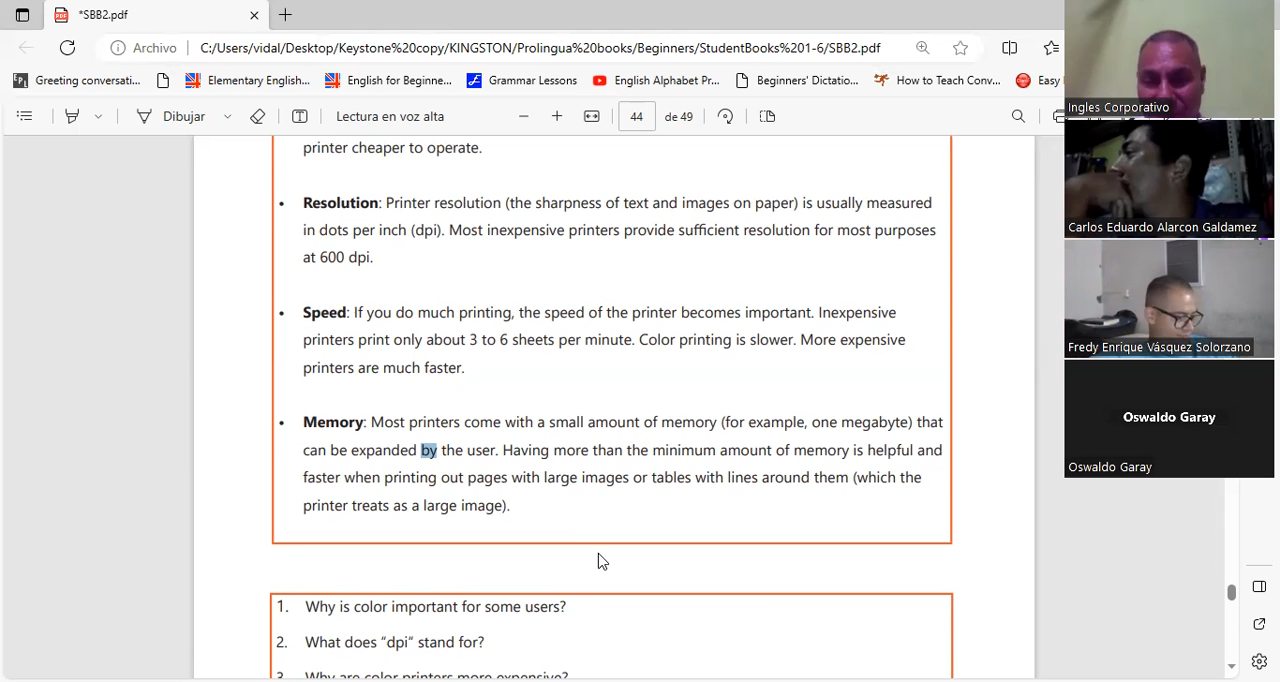 *SBB2.pdf
Archivo
C:/Users/vidal/Desktop/Keystone%20copy/KINGSTON/Prolingua%20books/Beginners/StudentBooks%201-6/SBB2.pdf
Greeting conversati...
Elementary English...
English for Beginne...
Grammar Lessons
English Alphabet Pr...
Beginners' Dictatio...
How to Teach Conv...
Easy
Dibujar
Lectura en voz alta
44
de 49
printer cheaper to operate.
• Resolution: Printer resolution (the sharpness of text and images on paper) is usually measured
in dots per inch (dpi). Most inexpensive printers provide sufficient resolution for most purposes
at 600 dpi.
• Speed: If you do much printing, the speed of the printer becomes important. Inexpensive
printers print only about 3 to 6 sheets per minute. Color printing is slower. More expensive
printers are much faster.
• Memory: Most printers come with a small amount of memory (for example, one megabyte) that
can be expanded by the user. Having more than the minimum amount of memory is helpful and
faster when printing out pages with large images or tables with lines around them (which the
printer treats as a large image).
1. Why is color important for some users?
2. What does "dpi" stand for?
3. Why are color printers more expensive?
Ingles Corporativo
Carlos Eduardo Alarcon Galdamez
Fredy Enrique Vásquez Solorzano
Oswaldo Garay
Oswaldo Garay